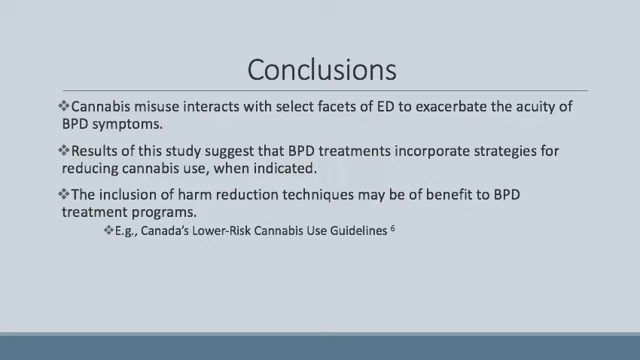 Conclusions
❖Cannabis misuse interacts with select facets of ED to exacerbate the acuity of
BPD symptoms.
❖Results of this study suggest that BPD treatments incorporate strategies for
reducing cannabis use, when indicated.
❖The inclusion of harm reduction techniques may be of benefit to BPD
treatment programs.
❖E.g., Canada's Lower-Risk Cannabis Use Guidelines ⁶